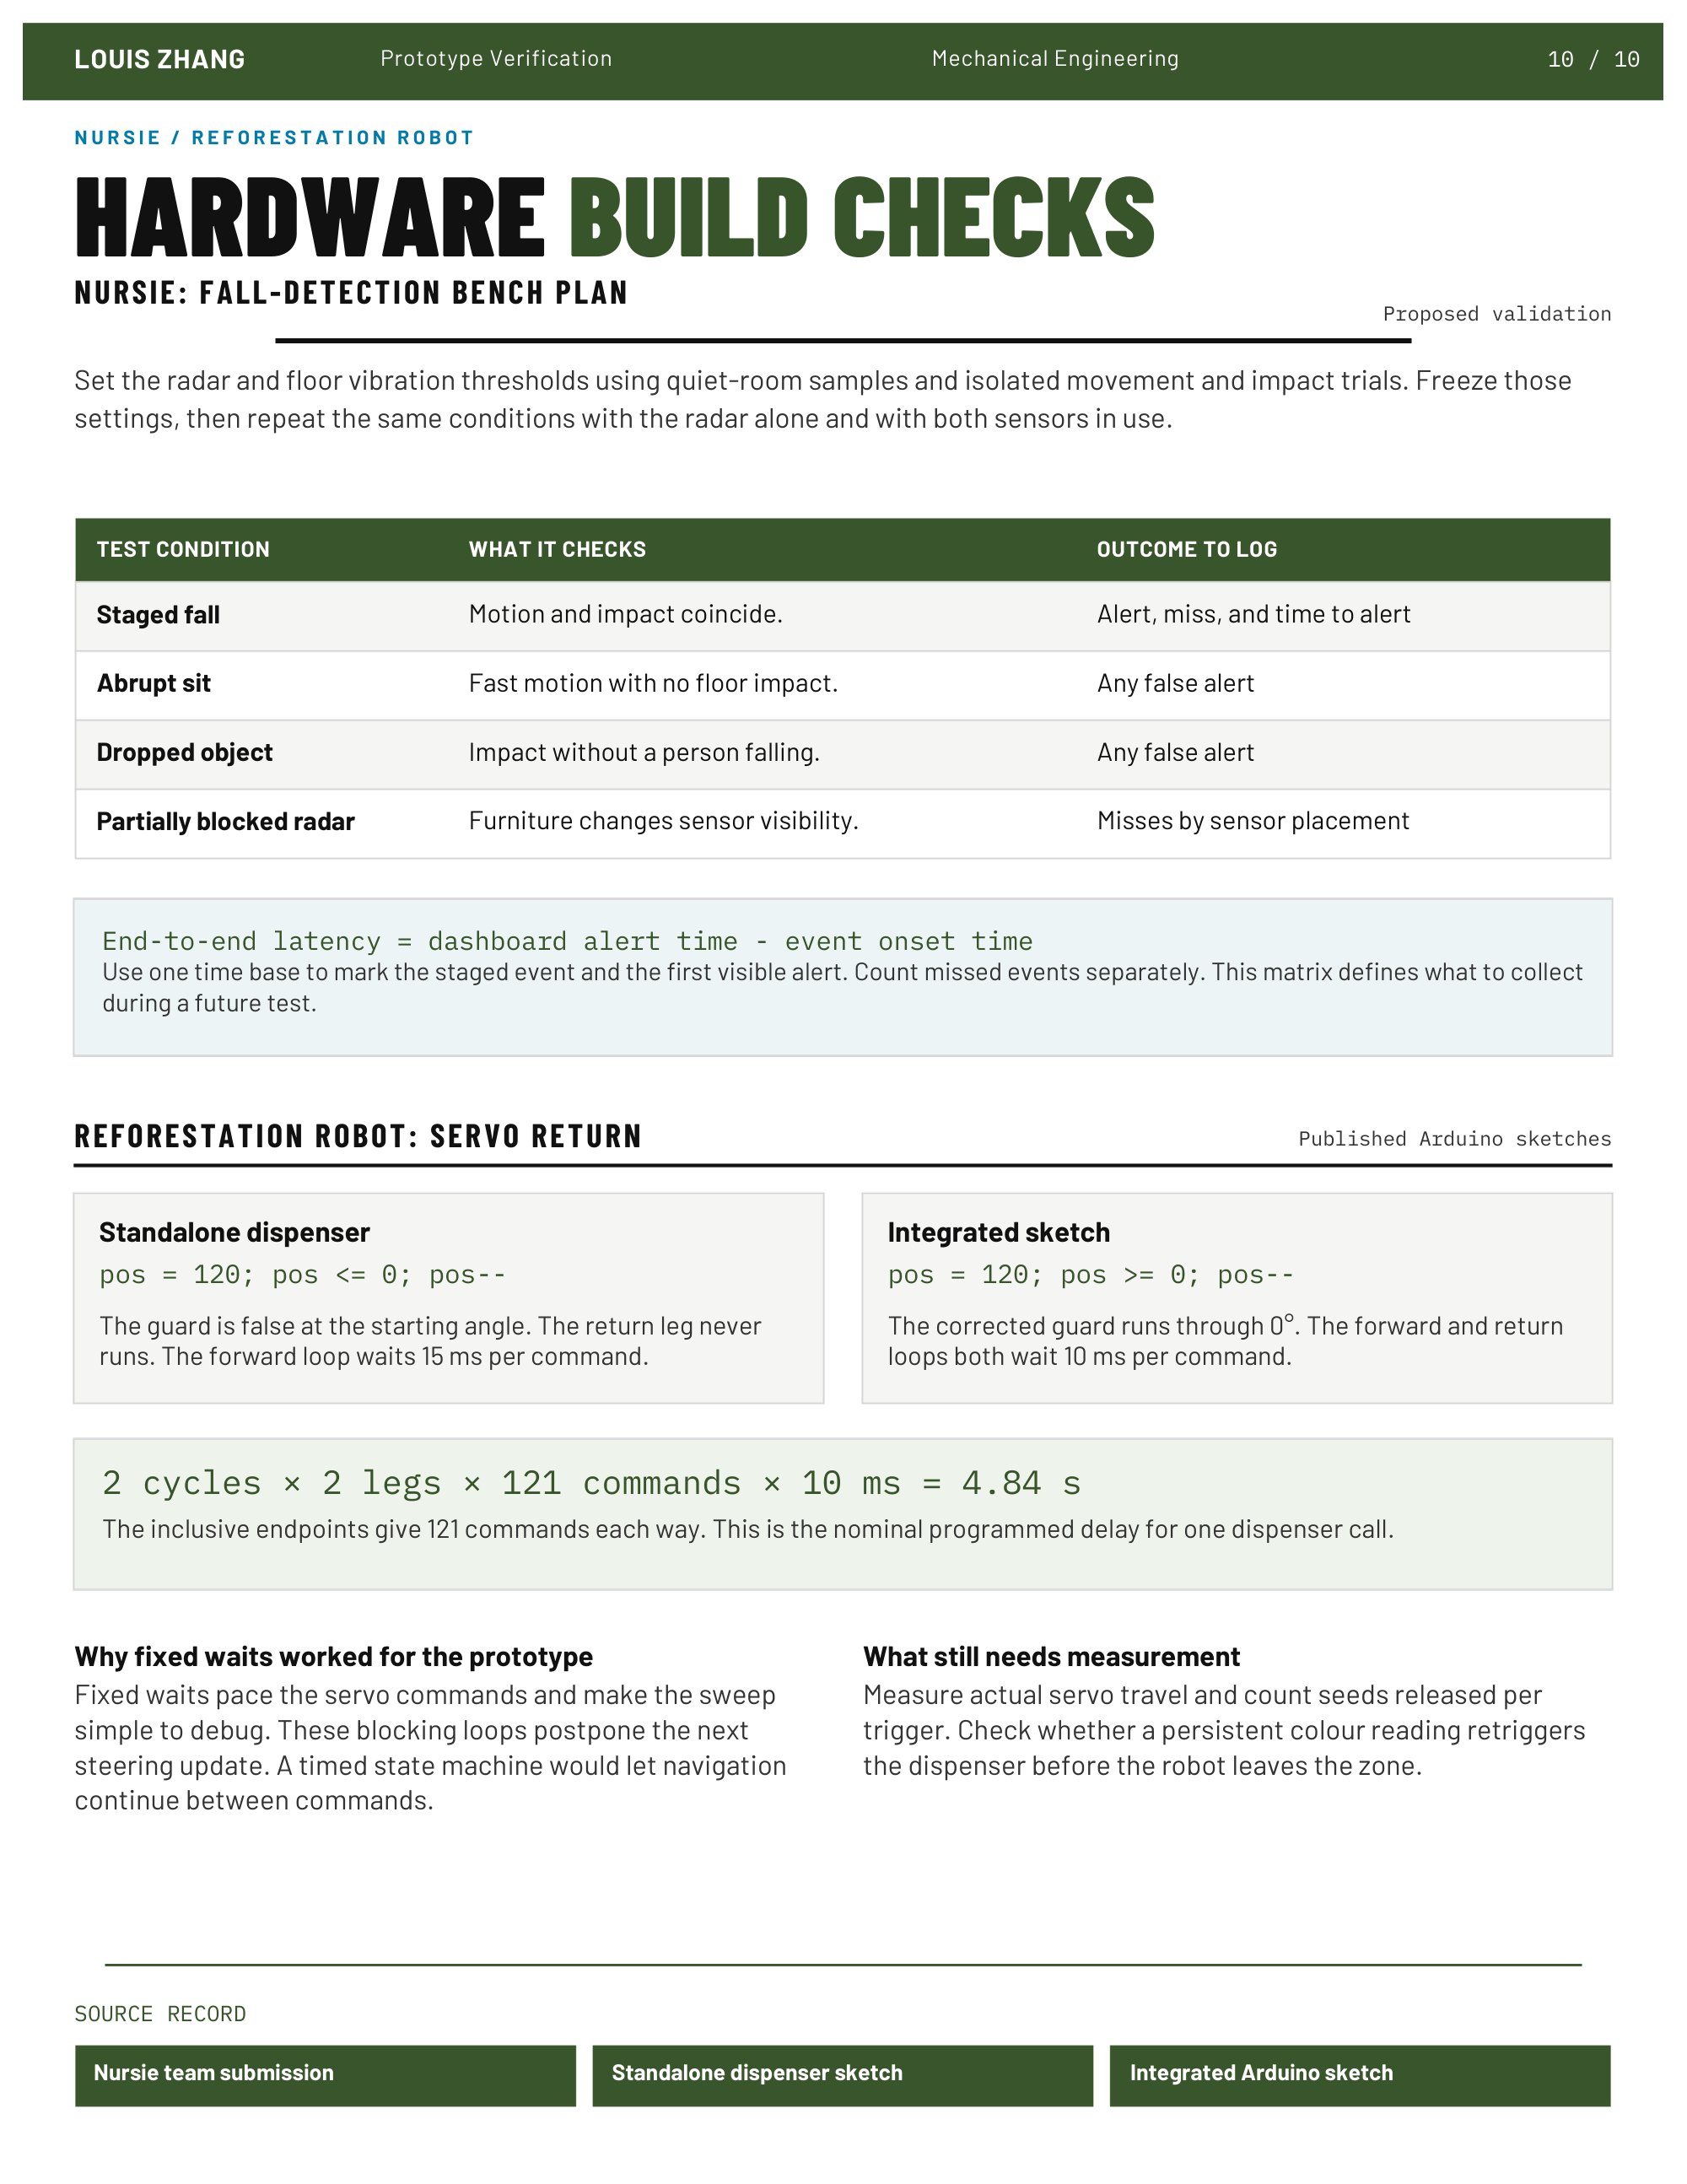 LOUIS ZHANG Prototype Verification Mechanical Engineering 10 / 10
NURSIE / REFORESTATION ROBOT
HARDWARE BUILD CHECKS
NURSIE: FALL-DETECTION BENCH PLAN
Proposed validation
Set the radar and floor vibration thresholds using quiet-room samples and isolated movement and impact trials. Freeze those
settings, then repeat the same conditions with the radar alone and with both sensors in use.
TEST CONDITION WHAT IT CHECKS OUTCOME TO LOG
Staged fall Motion and impact coincide. Alert, miss, and time to alert
Abrupt sit Fast motion with no floor impact. Any false alert
Dropped object Impact without a person falling. Any false alert
Partially blocked radar Furniture changes sensor visibility. Misses by sensor placement
End-to-end latency = dashboard alert time - event onset time
Use one time base to mark the staged event and the first visible alert. Count missed events separately. This matrix defines what to collect
during a future test.
REFORESTATION ROBOT: SERVO RETURN
Published Arduino sketches
Standalone dispenser
pos = 120; pos <= 0; pos--
The guard is false at the starting angle. The return leg never
runs. The forward loop waits 15 ms per command.
Integrated sketch
pos = 120; pos >= 0; pos--
The corrected guard runs through 0°. The forward and return
loops both wait 10 ms per command.
2 cycles × 2 legs × 121 commands × 10 ms = 4.84 s
The inclusive endpoints give 121 commands each way. This is the nominal programmed delay for one dispenser call.
Why fixed waits worked for the prototype
Fixed waits pace the servo commands and make the sweep
simple to debug. These blocking loops postpone the next
steering update. A timed state machine would let navigation
continue between commands.
What still needs measurement
Measure actual servo travel and count seeds released per
trigger. Check whether a persistent colour reading retriggers
the dispenser before the robot leaves the zone.
SOURCE RECORD
Nursie team submission
Standalone dispenser sketch
Integrated Arduino sketch